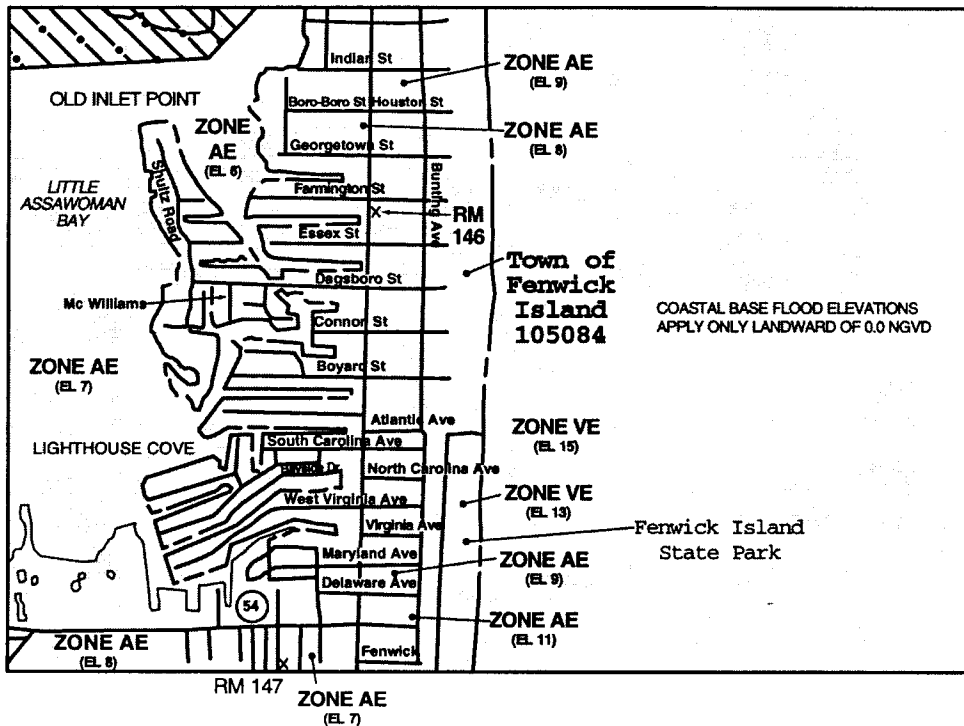 Indian St
ZONE AE
(EL 9)
OLD INLET POINT
Boro-Boro St Houston St
ZONE
AE
(EL 6)
ZONE AE
(EL 8)
Georgetown St
Shultz Road
LITTLE
ASSAWOMAN
BAY
Farmington St
Bunting Ave
RM
146
Essex St
Town of
Fenwick
Island
105084
Dagsboro St
Mc Williams
COASTAL BASE FLOOD ELEVATIONS
APPLY ONLY LANDWARD OF 0.0 NGVD
Connor St
ZONE AE
(EL 7)
Boyard St
Atlantic Ave
ZONE VE
(EL 15)
LIGHTHOUSE COVE
South Carolina Ave
Bayside Dr
North Carolina Ave
West Virginia Ave
ZONE VE
(EL 13)
Virginia Ave
Fenwick Island
State Park
Maryland Ave
ZONE AE
(EL 9)
Delaware Ave
54
ZONE AE
(EL 11)
ZONE AE
(EL 8)
Fenwick
RM 147
ZONE AE
(EL 7)